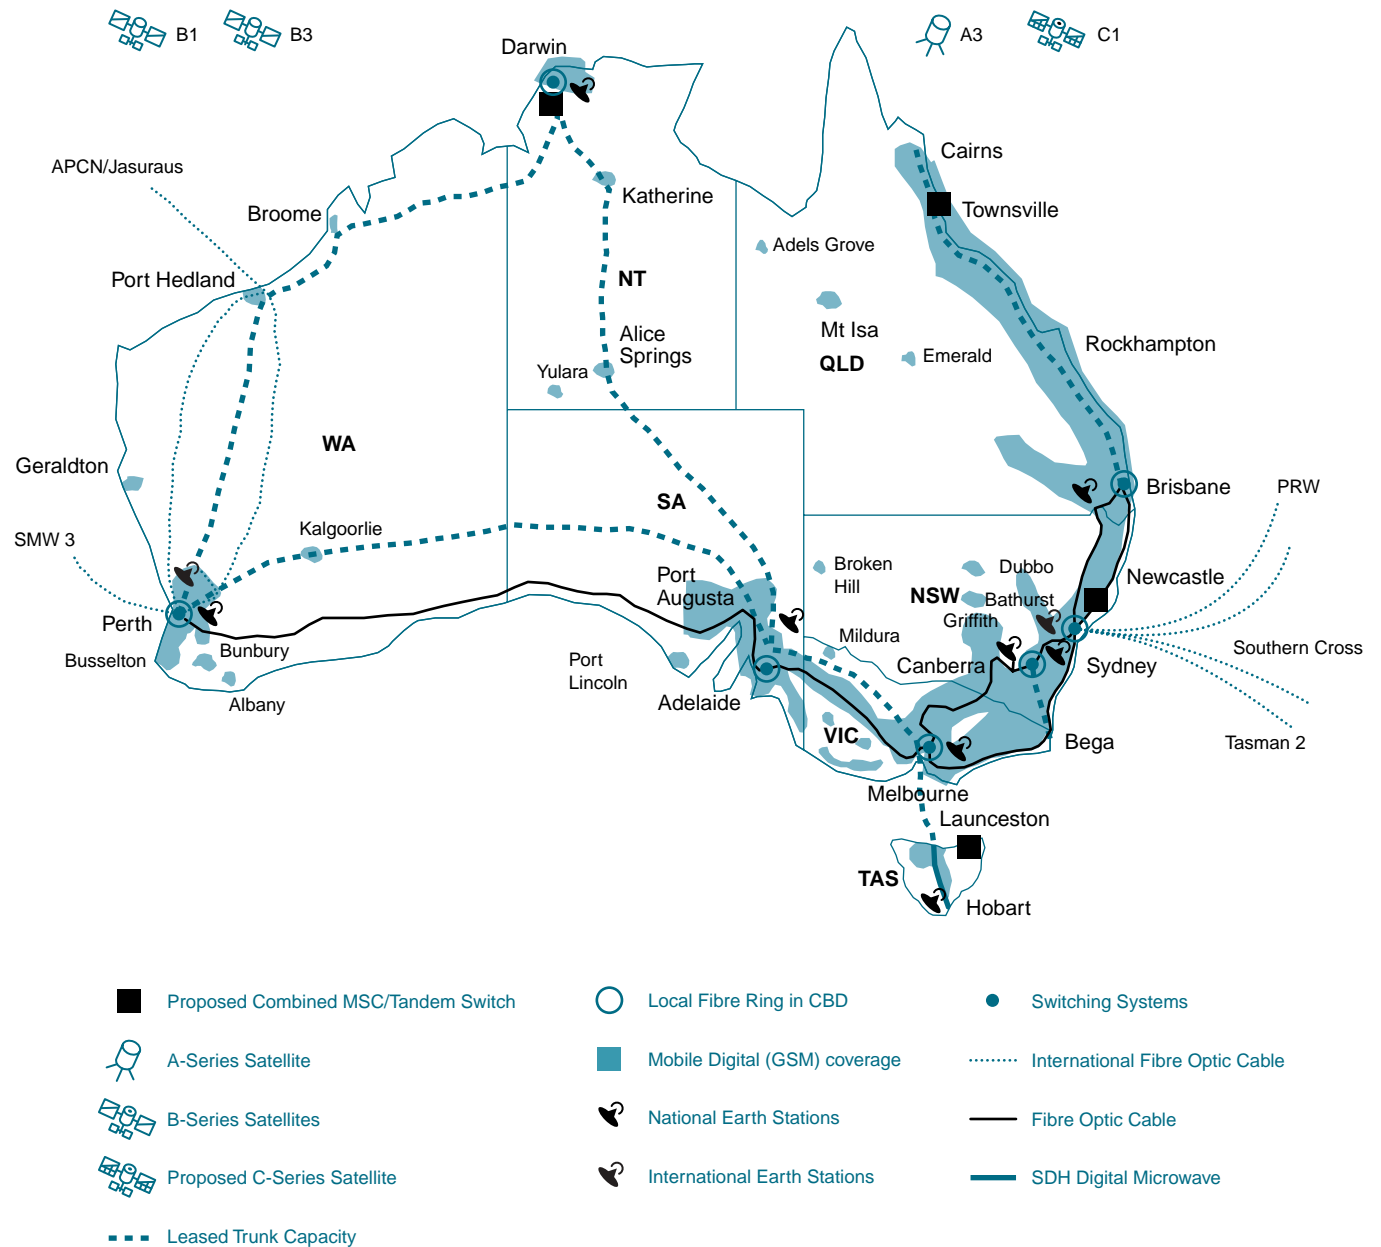 B1
B3
A3
C1
Darwin
Cairns
APCN/Jasuraus
Katherine
Broome
Townsville
Adels Grove
Port Hedland
NT
Mt Isa
Alice
Springs
Rockhampton
Emerald
QLD
Yulara
WA
Geraldton
SA
Brisbane
PRW
Kalgoorlie
SMW 3
Broken
Hill
Dubbo
Port
Augusta
Newcastle
NSW
Bathurst
Perth
Griffith
Mildura
Bunbury
Southern Cross
Busselton
Port
Lincoln
Canberra
Sydney
Albany
Adelaide
VIC
Bega
Tasman 2
Melbourne
Launceston
TAS
Hobart
Proposed Combined MSC/Tandem Switch
Local Fibre Ring in CBD
Switching Systems
A-Series Satellite
Mobile Digital (GSM) coverage
International Fibre Optic Cable
B-Series Satellites
National Earth Stations
Fibre Optic Cable
Proposed C-Series Satellite
International Earth Stations
SDH Digital Microwave
Leased Trunk Capacity